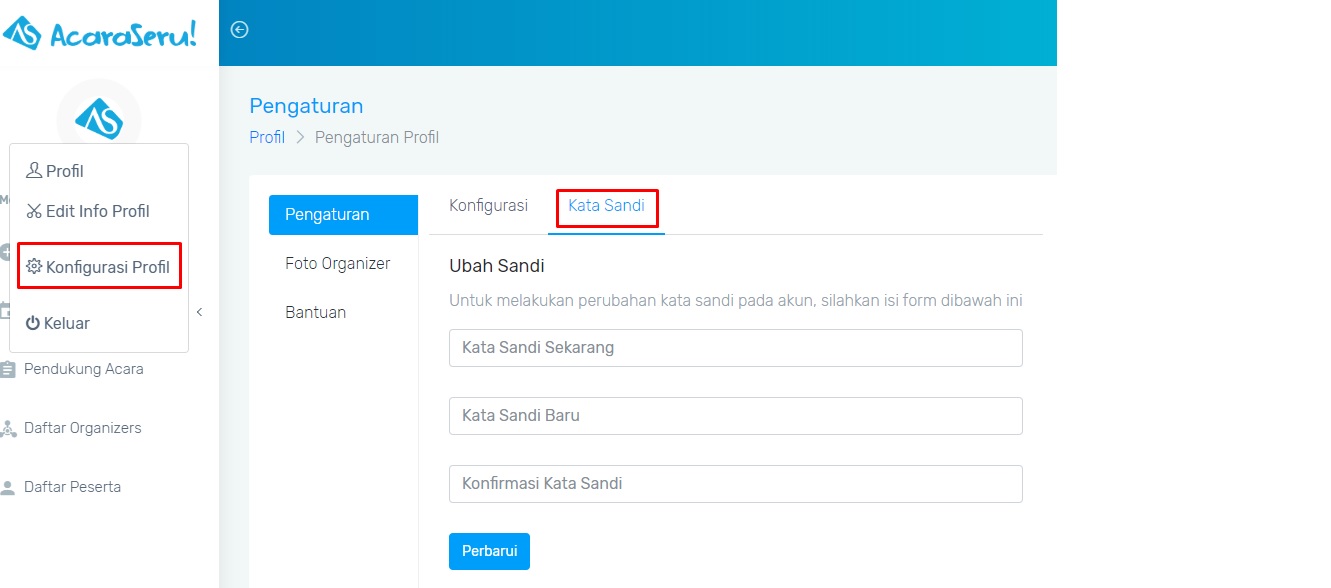 AcaraSeru!
Profil
Edit Info Profil
Konfigurasi Profil
Keluar
Pendukung Acara
Daftar Organizers
Daftar Peserta
Pengaturan
Profil > Pengaturan Profil
Pengaturan
Foto Organizer
Bantuan
Konfigurasi
Kata Sandi
Ubah Sandi
Untuk melakukan perubahan kata sandi pada akun, silahkan isi form dibawah ini
Kata Sandi Sekarang
Kata Sandi Baru
Konfirmasi Kata Sandi
Perbarui